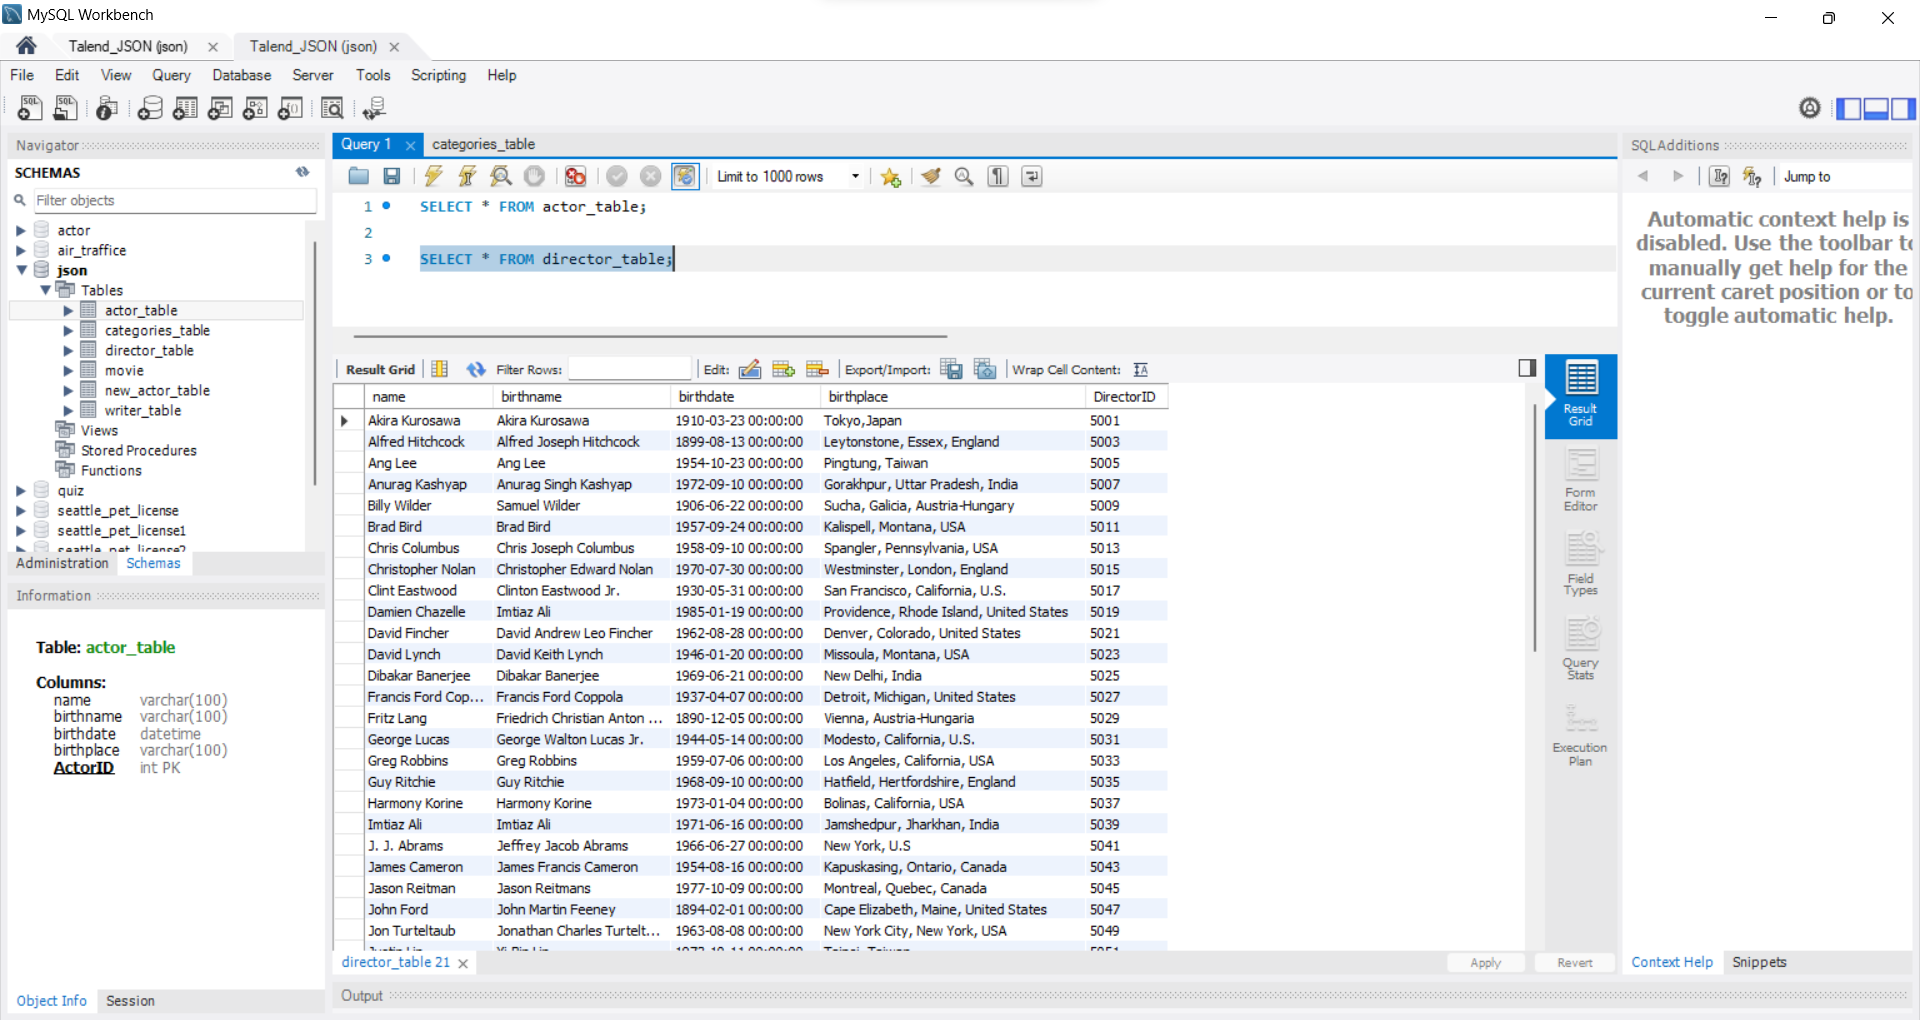 MySQL Workbench
Talend_JSON (json)
Talend_JSON (json)
File Edit View Query Database Server Tools Scripting Help
Navigator
SCHEMAS
Filter objects
actor
air_traffice
json
Tables
actor_table
categories_table
director_table
movie
new_actor_table
writer_table
Views
Stored Procedures
Functions
quiz
seattle_pet_license
seattle_pet_license1
seattle_pet_license2
Administration Schemas
Information
Table: actor_table
Columns:
name varchar(100)
birthname varchar(100)
birthdate datetime
birthplace varchar(100)
ActorID int PK
Object Info Session
Query 1 categories_table
Limit to 1000 rows
1 SELECT * FROM actor_table;
2
3 SELECT * FROM director_table;
Result Grid Filter Rows: Edit: Export/Import: Wrap Cell Content:
name birthname birthdate birthplace DirectorID
Akira Kurosawa Akira Kurosawa 1910-03-23 00:00:00 Tokyo,Japan 5001
Alfred Hitchcock Alfred Joseph Hitchcock 1899-08-13 00:00:00 Leytonstone, Essex, England 5003
Ang Lee Ang Lee 1954-10-23 00:00:00 Pingtung, Taiwan 5005
Anurag Kashyap Anurag Singh Kashyap 1972-09-10 00:00:00 Gorakhpur, Uttar Pradesh, India 5007
Billy Wilder Samuel Wilder 1906-06-22 00:00:00 Sucha, Galicia, Austria-Hungary 5009
Brad Bird Brad Bird 1957-09-24 00:00:00 Kalispell, Montana, USA 5011
Chris Columbus Chris Joseph Columbus 1958-09-10 00:00:00 Spangler, Pennsylvania, USA 5013
Christopher Nolan Christopher Edward Nolan 1970-07-30 00:00:00 Westminster, London, England 5015
Clint Eastwood Clinton Eastwood Jr. 1930-05-31 00:00:00 San Francisco, California, U.S. 5017
Damien Chazelle Imtiaz Ali 1985-01-19 00:00:00 Providence, Rhode Island, United States 5019
David Fincher David Andrew Leo Fincher 1962-08-28 00:00:00 Denver, Colorado, United States 5021
David Lynch David Keith Lynch 1946-01-20 00:00:00 Missoula, Montana, USA 5023
Dibakar Banerjee Dibakar Banerjee 1969-06-21 00:00:00 New Delhi, India 5025
Francis Ford Cop... Francis Ford Coppola 1937-04-07 00:00:00 Detroit, Michigan, United States 5027
Fritz Lang Friedrich Christian Anton ... 1890-12-05 00:00:00 Vienna, Austria-Hungaria 5029
George Lucas George Walton Lucas Jr. 1944-05-14 00:00:00 Modesto, California, U.S. 5031
Greg Robbins Greg Robbins 1959-07-06 00:00:00 Los Angeles, California, USA 5033
Guy Ritchie Guy Ritchie 1968-09-10 00:00:00 Hatfield, Hertfordshire, England 5035
Harmony Korine Harmony Korine 1973-01-04 00:00:00 Bolinas, California, USA 5037
Imtiaz Ali Imtiaz Ali 1971-06-16 00:00:00 Jamshedpur, Jharkhan, India 5039
J. J. Abrams Jeffrey Jacob Abrams 1966-06-27 00:00:00 New York, U.S 5041
James Cameron James Francis Cameron 1954-08-16 00:00:00 Kapuskasing, Ontario, Canada 5043
Jason Reitman Jason Reitmans 1977-10-09 00:00:00 Montreal, Quebec, Canada 5045
John Ford John Martin Feeney 1894-02-01 00:00:00 Cape Elizabeth, Maine, United States 5047
Jon Turteltaub Jonathan Charles Turtelt... 1963-08-08 00:00:00 New York City, New York, USA 5049
director_table 21
Apply Revert
Output
Result
Grid
Form
Editor
Field
Types
Query
Stats
Execution
Plan
SQLAdditions
Jump to
Automatic context help is
disabled. Use the toolbar to
manually get help for the
current caret position or to
toggle automatic help.
Context Help Snippets